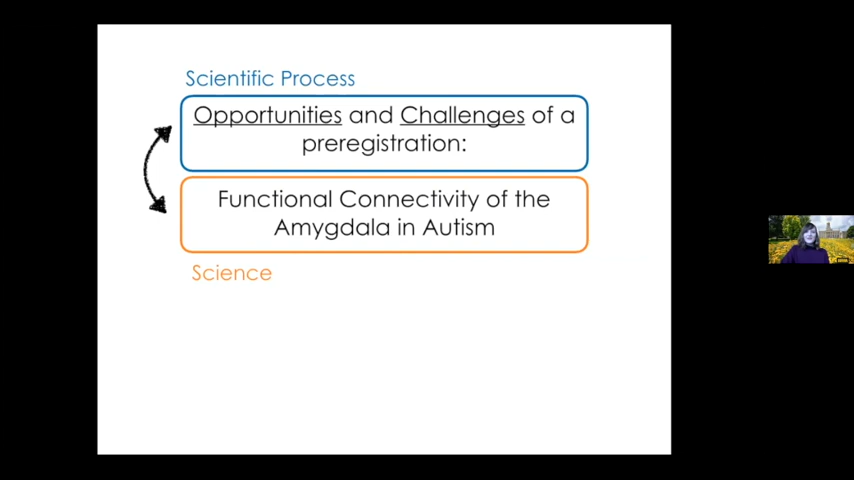 Scientific Process
Opportunities and Challenges of a
preregistration:
Functional Connectivity of the
Amygdala in Autism
Science